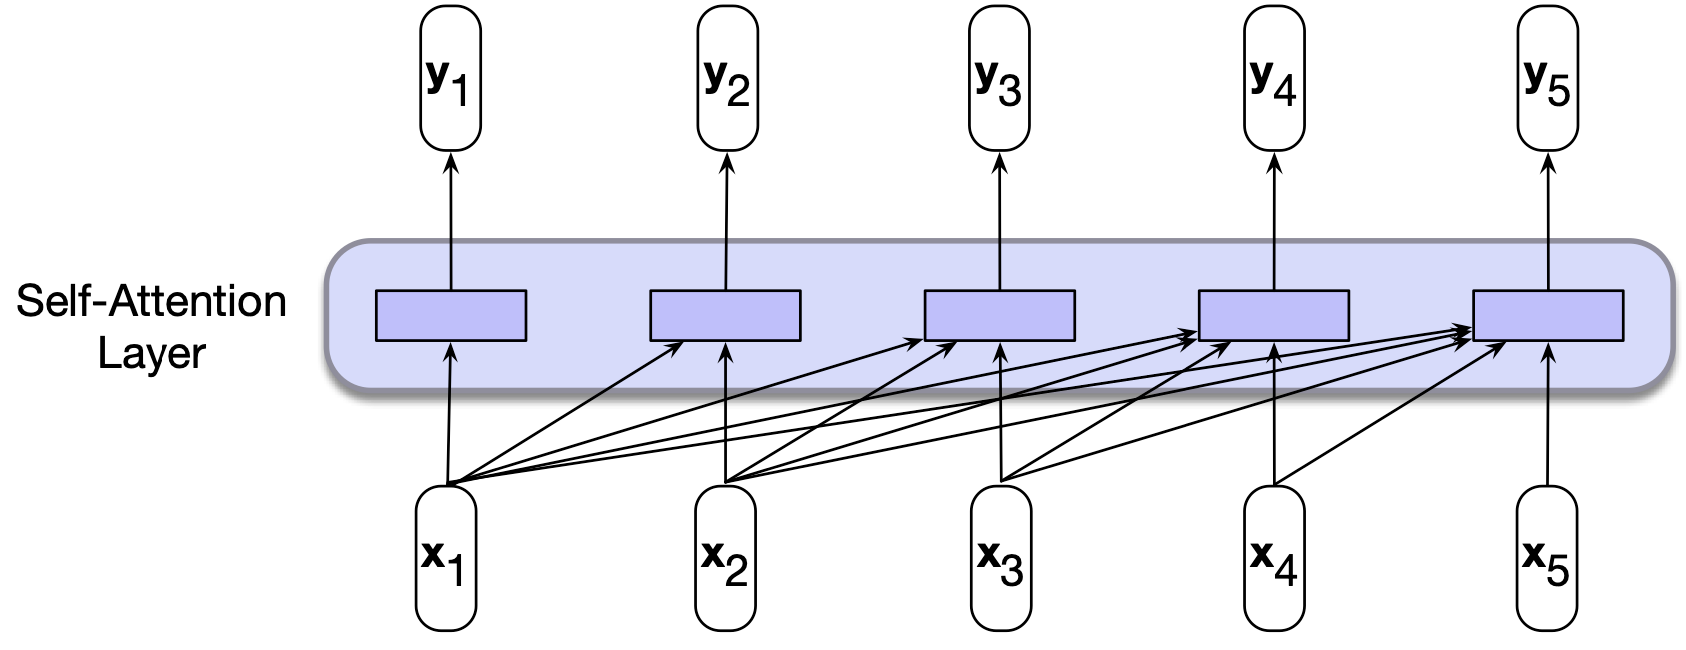 y1 y2 y3 y4 y5
Self-Attention
Layer
x1 x2 x3 x4 x5